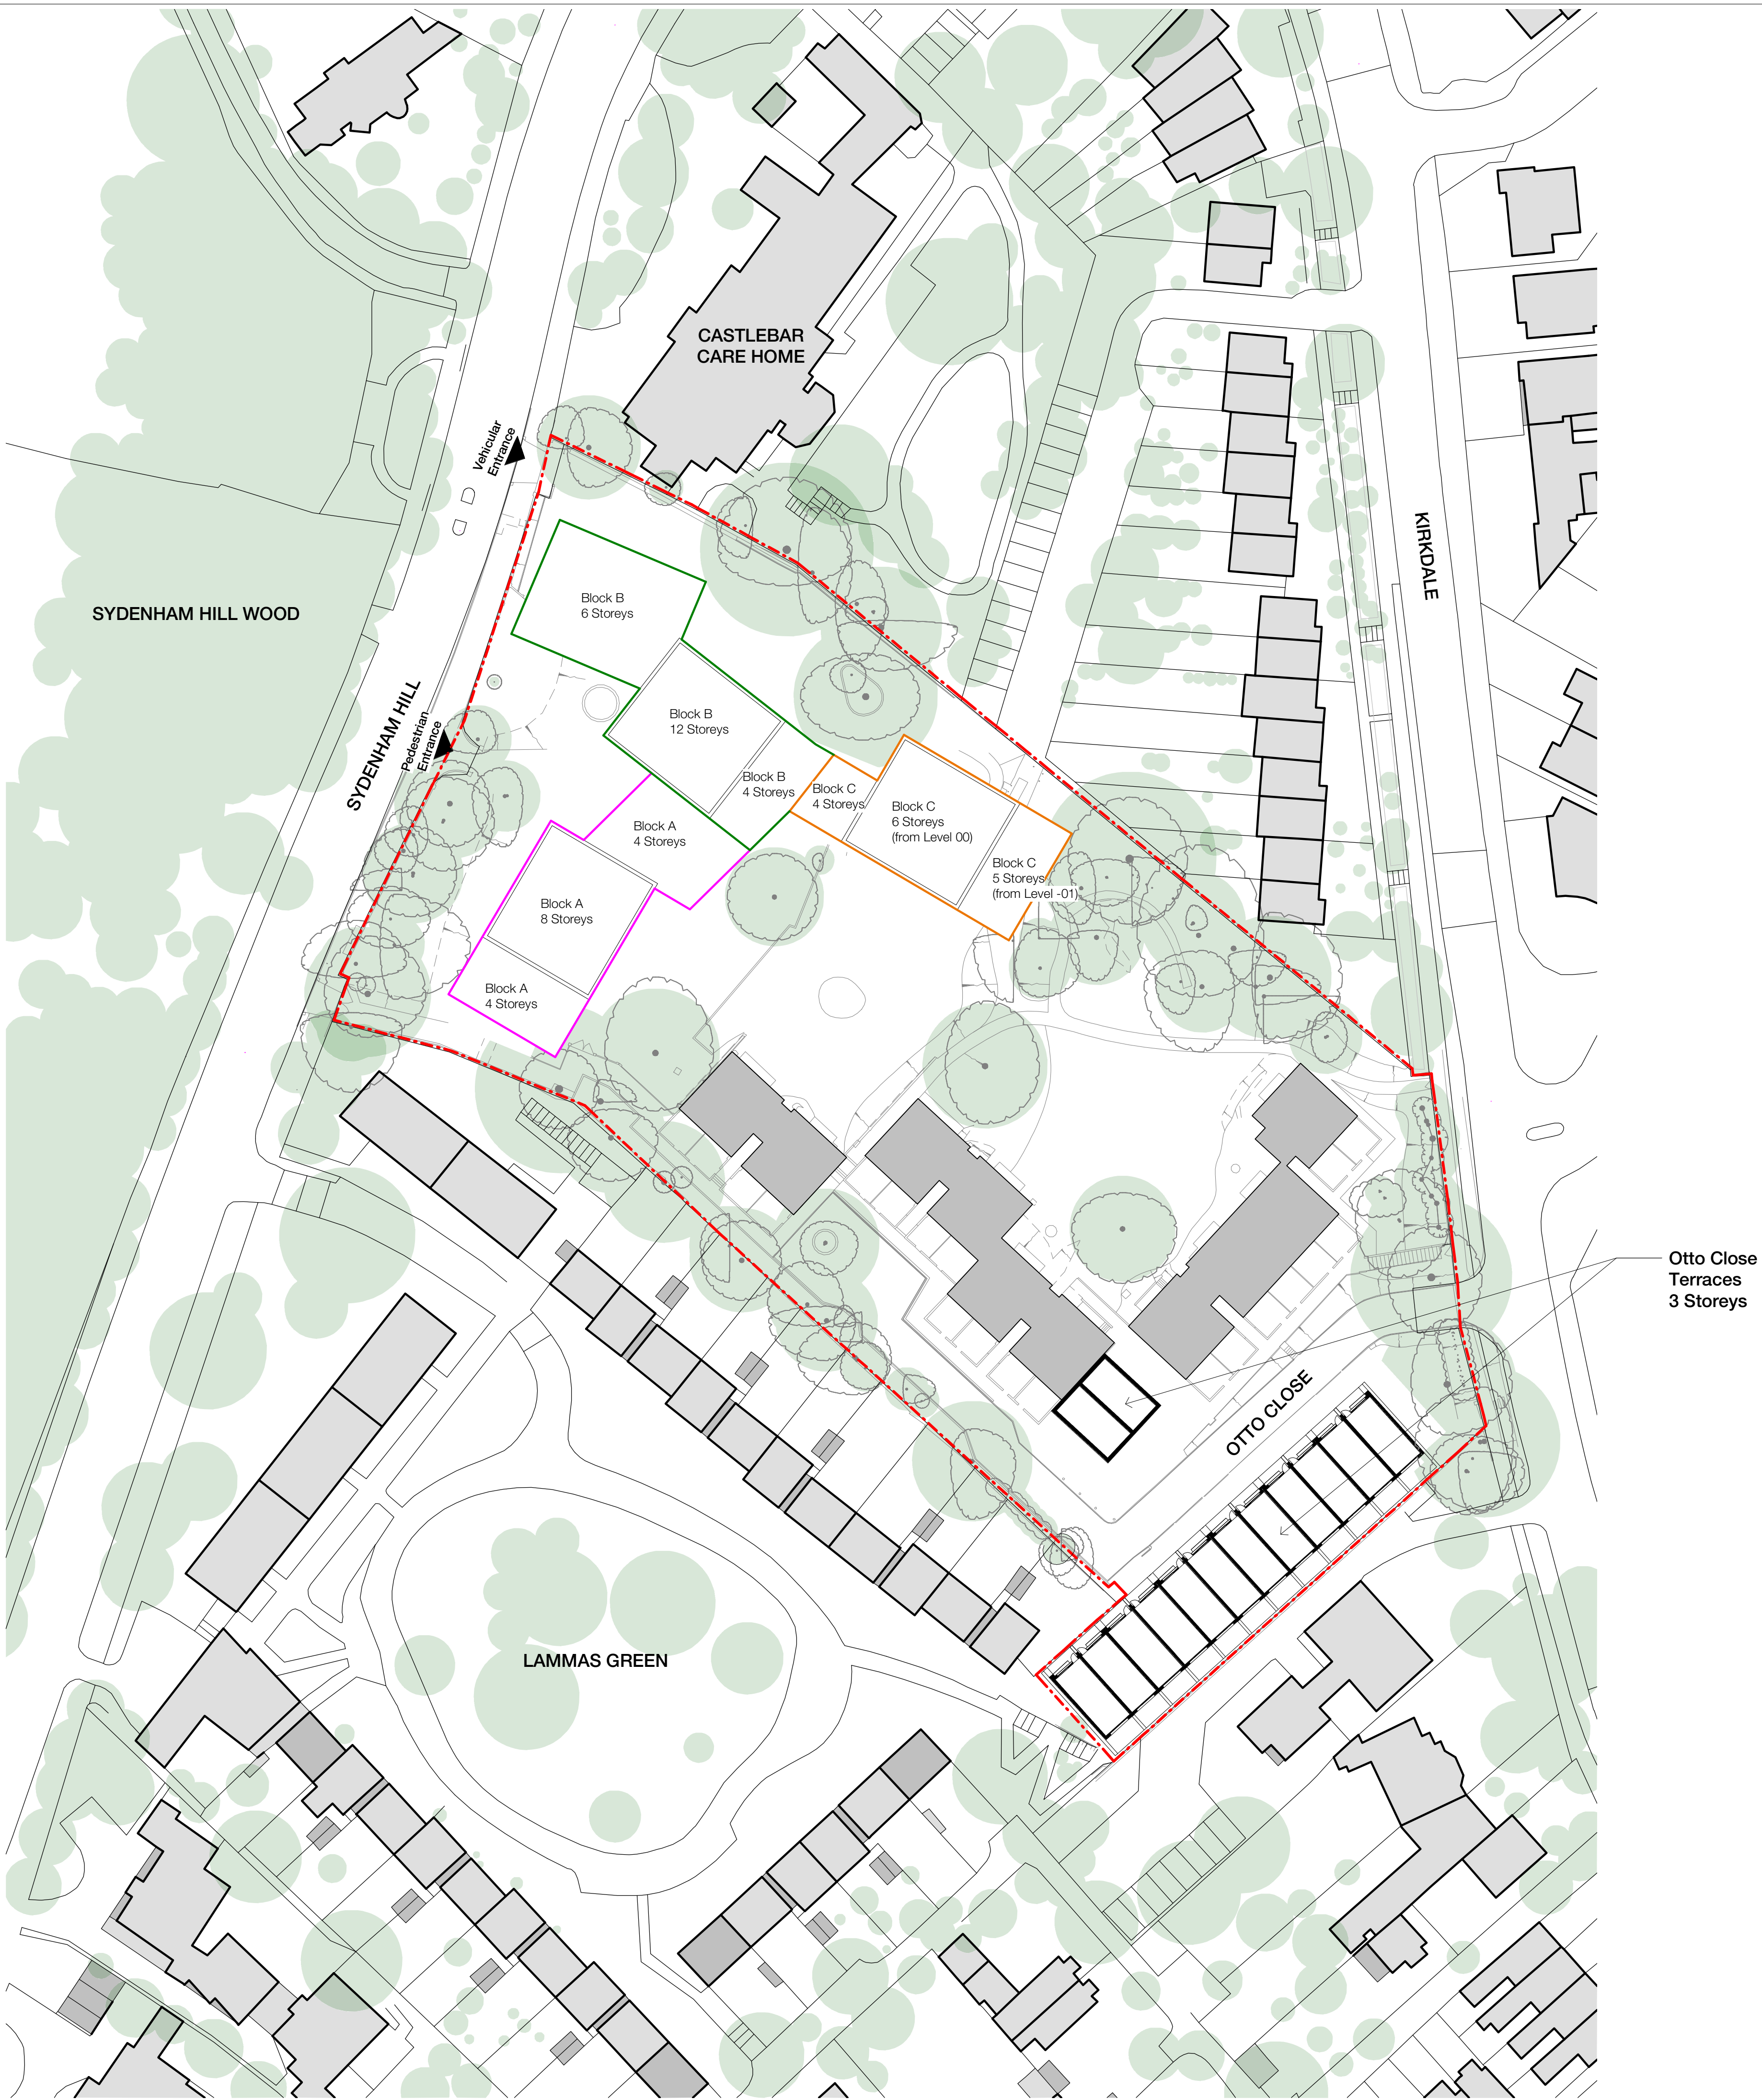 CASTLEBAR
CARE HOME
Vehicular
Entrance
KIRKDALE
SYDENHAM HILL WOOD
Block B
6 Storeys
SYDENHAM HILL
Pedestrian
Entrance
Block B
12 Storeys
Block B
4 Storeys
Block C
4 Storeys
Block C
6 Storeys
(from Level 00)
Block A
4 Storeys
Block C
5 Storeys
(from Level -01)
Block A
8 Storeys
Block A
4 Storeys
Otto Close
Terraces
3 Storeys
OTTO CLOSE
LAMMAS GREEN